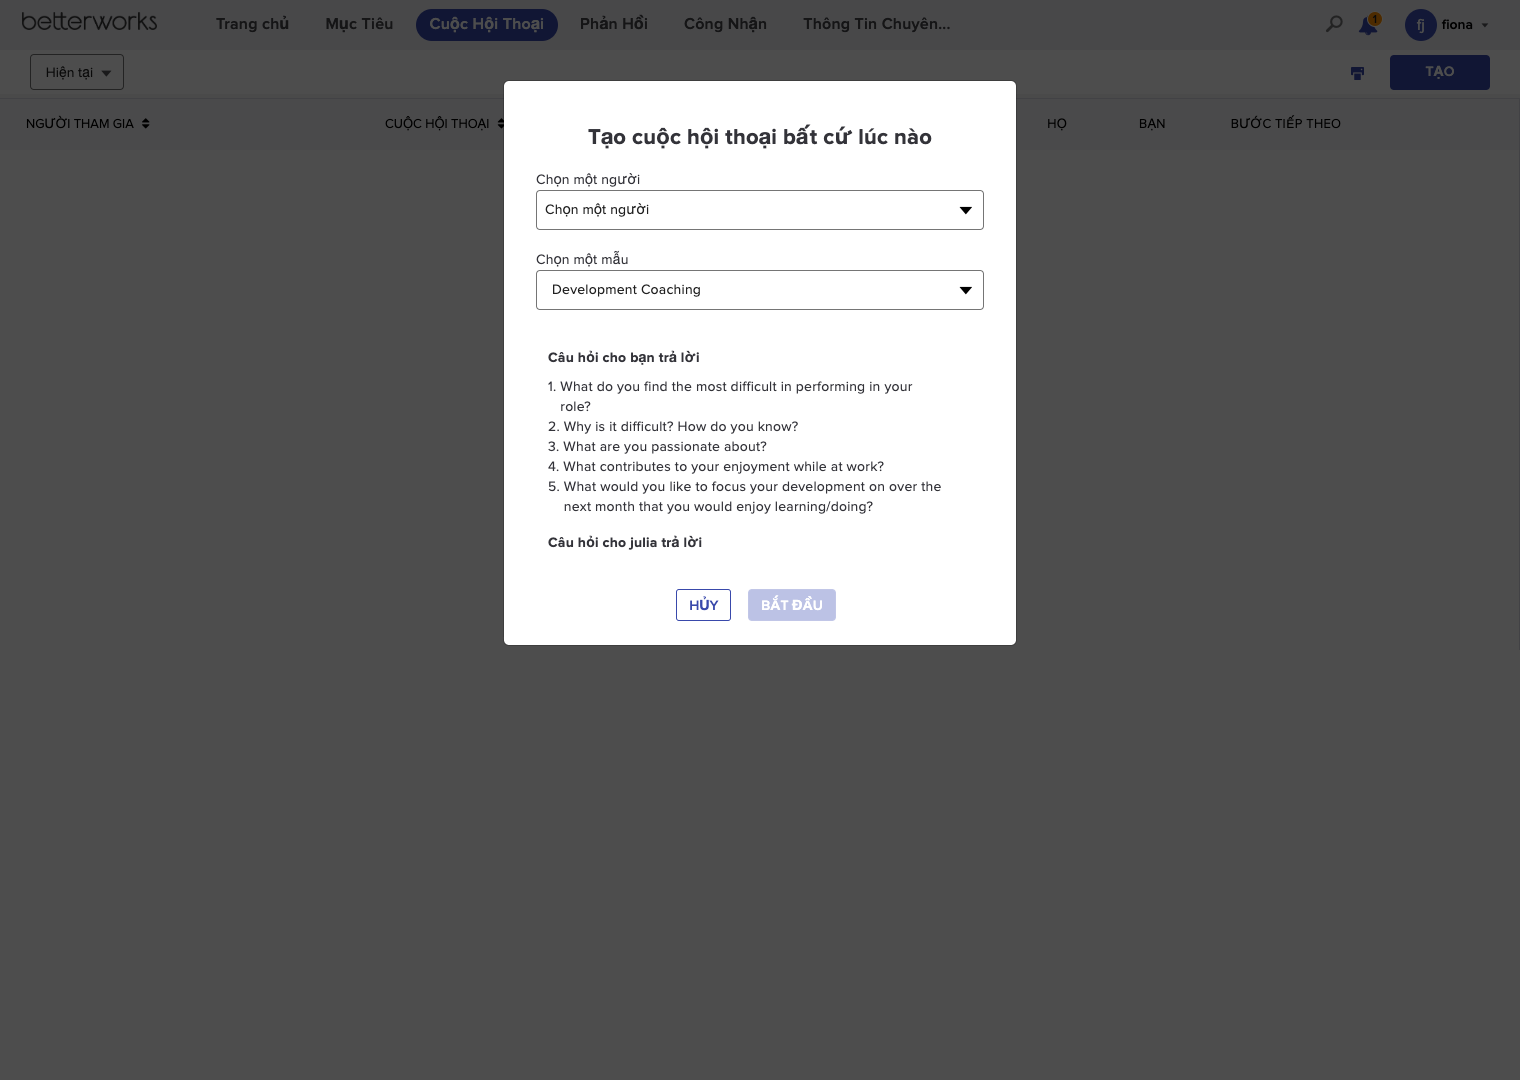 betterworks
Trang chủ
Mục Tiêu
Cuộc Hội Thoại
Phản Hồi
Công Nhận
Thông Tin Chuyên...
1
fj
fiona
Hiện tại
TẠO
NGƯỜI THAM GIA
CUỘC HỘI THOẠI
HỌ
BẠN
BƯỚC TIẾP THEO
Tạo cuộc hội thoại bất cứ lúc nào
Chọn một người
Chọn một người
Chọn một mẫu
Development Coaching
Câu hỏi cho bạn trả lời
1. What do you find the most difficult in performing in your
role?
2. Why is it difficult? How do you know?
3. What are you passionate about?
4. What contributes to your enjoyment while at work?
5. What would you like to focus your development on over the
next month that you would enjoy learning/doing?
Câu hỏi cho julia trả lời
HỦY
BẮT ĐẦU